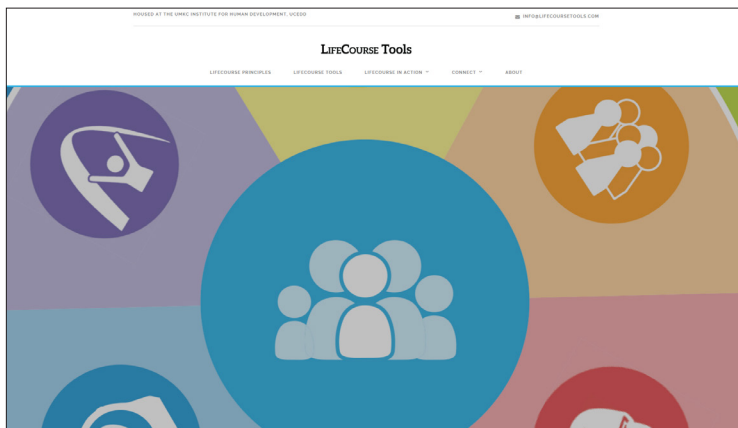 HOUSED AT THE UMKC INSTITUTE FOR HUMAN DEVELOPMENT, UCEDD
INFO@LIFECOURSETOOLS.COM
LIFECOURSE Tools
LIFECOURSE PRINCIPLES LIFECOURSE TOOLS LIFECOURSE IN ACTION CONNECT ABOUT